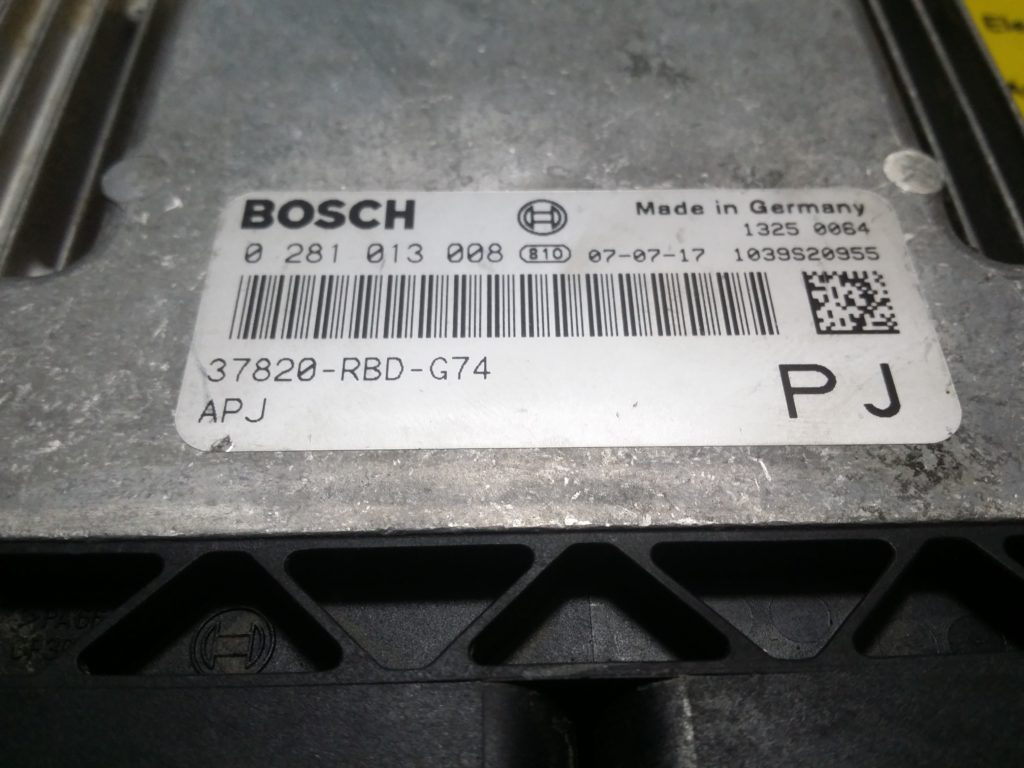 BOSCH
Made in Germany
1325 0064
0 281 013 008 810 07-07-17 1039S20955
37820-RBD-G74
APJ
PJ